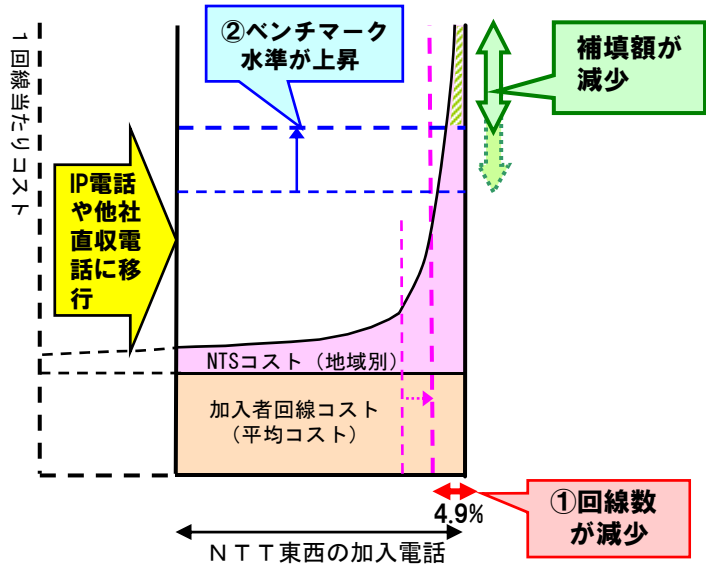 1回線当たりコスト
②ベンチマーク
水準が上昇
補填額が
減少
IP電話
や他社
直収電
話に移
行
NTSコスト（地域別）
加入者回線コスト
（平均コスト）
4.9%
①回線数
が減少
ＮＴＴ東西の加入電話